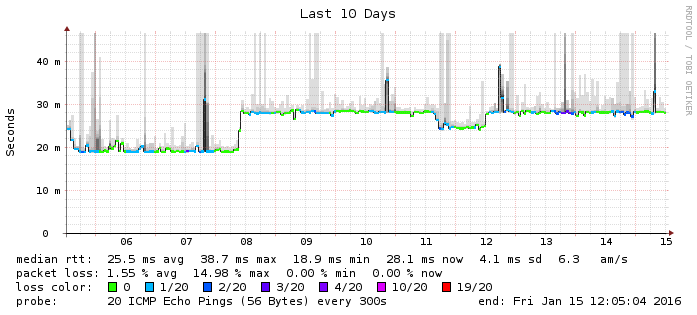 Last 10 Days
RRDTOOL / TOBI OETIKER
Seconds
40 m
30 m
20 m
10 m
0
06 07 08 09 10 11 12 13 14 15
median rtt: 25.5 ms avg 38.7 ms max 18.9 ms min 28.1 ms now 4.1 ms sd 6.3 am/s
packet loss: 1.55 % avg 14.98 % max 0.00 % min 0.00 % now
loss color: 0 1/20 2/20 3/20 4/20 10/20 19/20
probe: 20 ICMP Echo Pings (56 Bytes) every 300s end: Fri Jan 15 12:05:04 2016